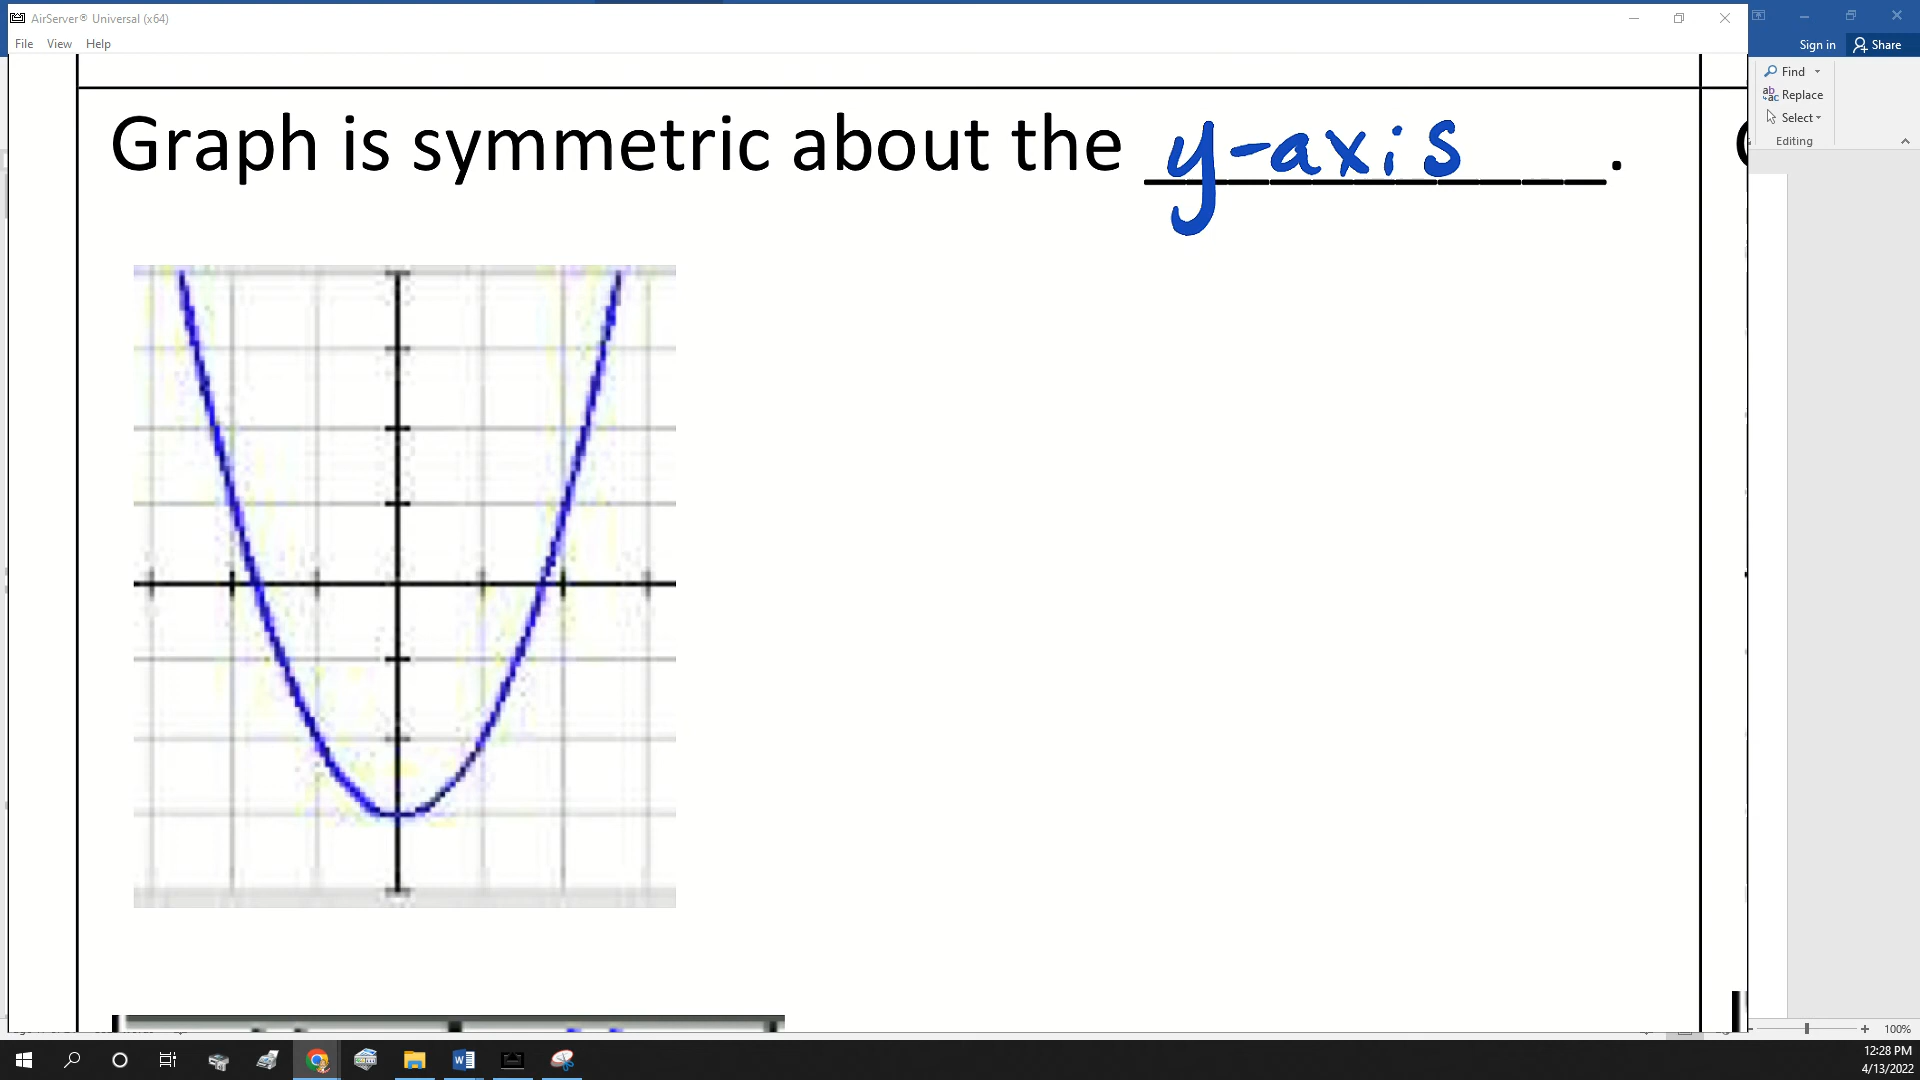 AirServer® Universal (x64)
File View Help
Sign in Share
Find
Replace
Select
Editing
Graph is symmetric about the y-axis.
100%
12:28 PM
4/13/2022